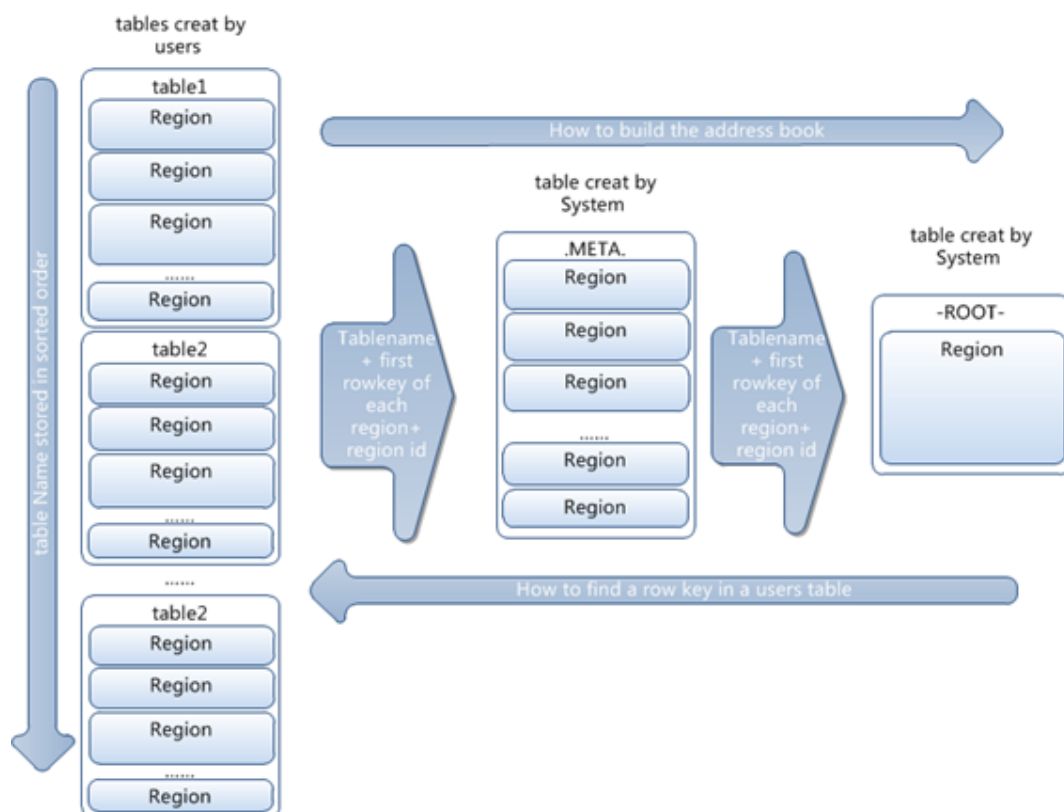 tables creat by
users
table1
Region
Region
Region
......
Region
table2
Region
Region
Region
......
Region
......
table2
Region
Region
Region
......
Region
table Name stored in sorted order
How to build the address book
Tablename
+ first
rowkey of
each
region+
region id
table creat by
System
.META.
Region
Region
Region
......
Region
Region
Tablename
+ first
rowkey of
each
region+
region id
table creat by
System
-ROOT-
Region
How to find a row key in a users table